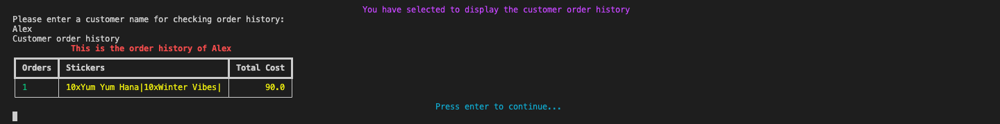 You have selected to display the customer order history
Please enter a customer name for checking order history:
Alex
Customer order history
This is the order history of Alex
Orders Stickers Total Cost
1 10xYum Yum Hana|10xWinter Vibes| 90.0
Press enter to continue...